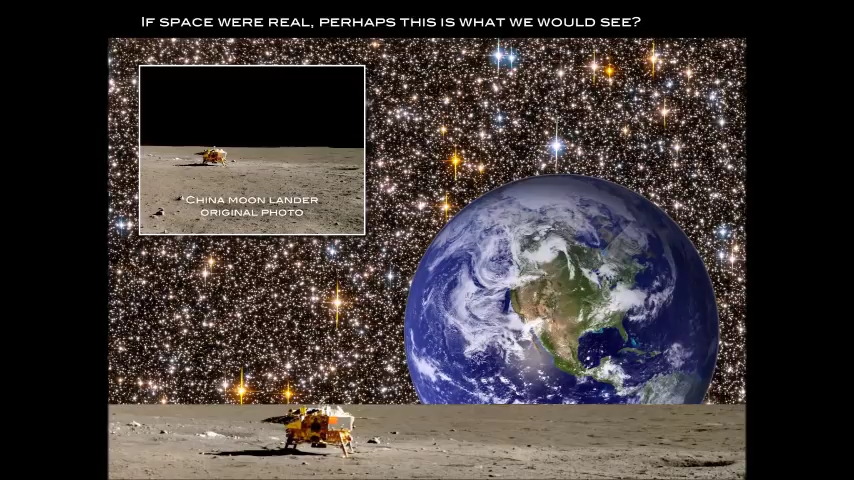 If space were real, perhaps this is what we would see?
*China moon lander
original photo